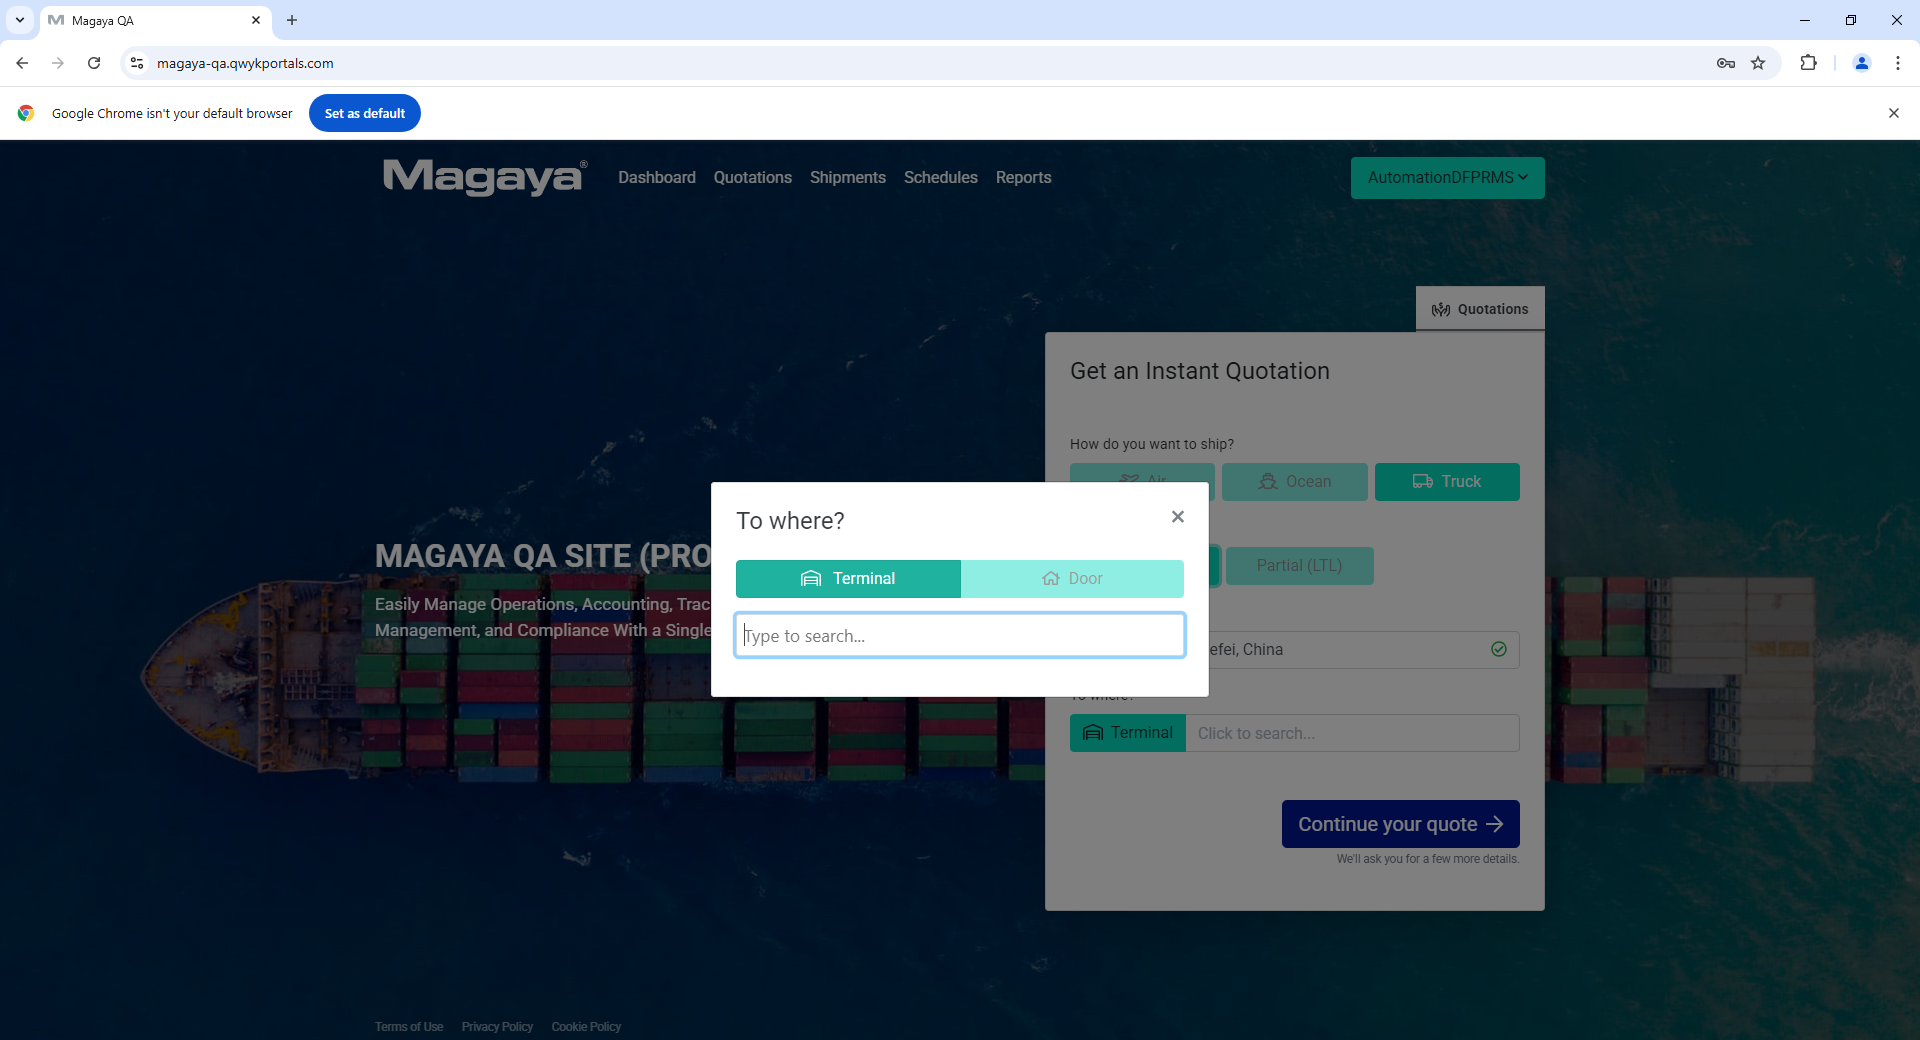 Magaya QA
magaya-qa.qwykportals.com
Google Chrome isn't your default browser
Set as default
Magaya®
Dashboard
Quotations
Shipments
Schedules
Reports
AutomationDFPRMS
Quotations
Get an Instant Quotation
How do you want to ship?
Air
Ocean
Truck
To where?
MAGAYA QA SITE (PRO
Terminal
Door
Partial (LTL)
Easily Manage Operations, Accounting, Trac
Management, and Compliance With a Single
Type to search...
efei, China
To where?
Terminal
Click to search...
Continue your quote
We'll ask you for a few more details.
Terms of Use
Privacy Policy
Cookie Policy